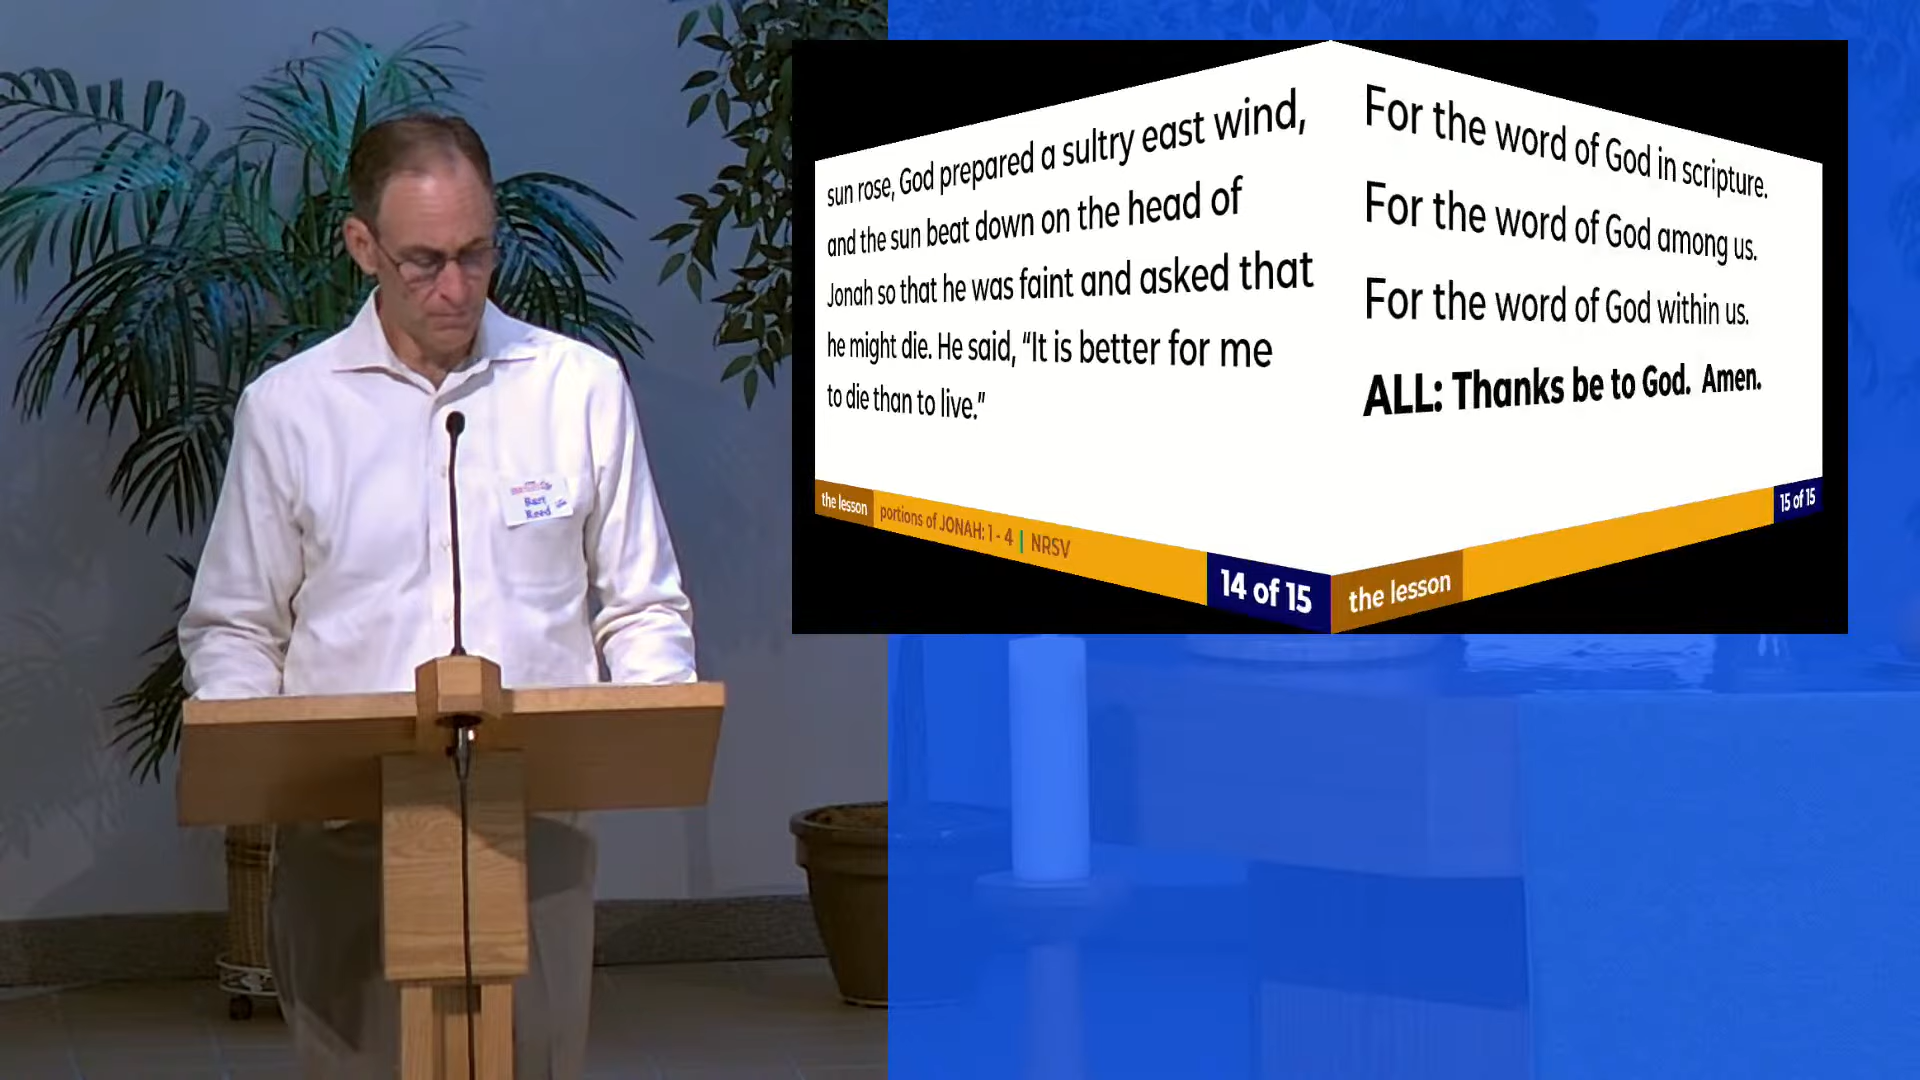 sun rose, God prepared a sultry east wind,
and the sun beat down on the head of
Jonah so that he was faint and asked that
he might die. He said, “It is better for me
to die than to live.”
the lesson
portions of JONAH: 1 - 4 | NRSV
14 of 15
For the word of God in scripture.
For the word of God among us.
For the word of God within us.
ALL: Thanks be to God. Amen.
the lesson
15 of 15
Bart
Reed